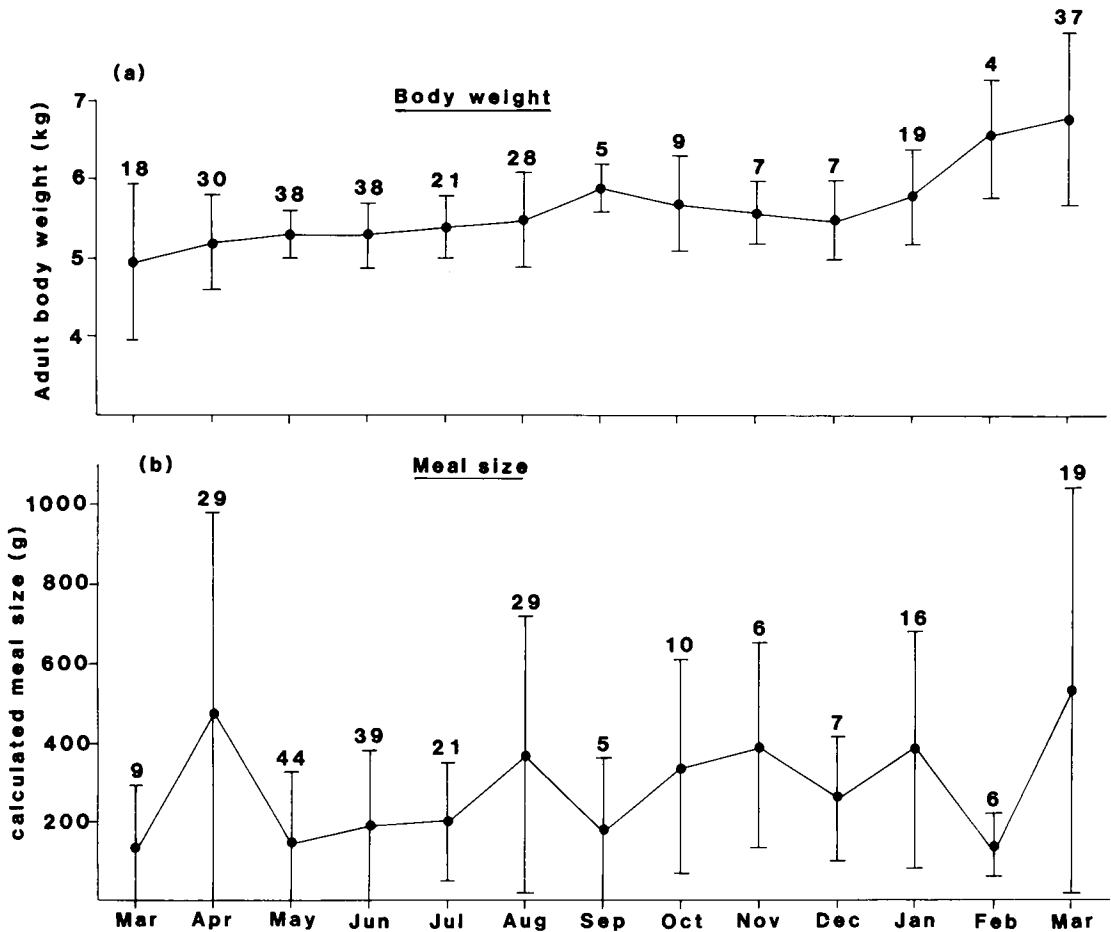 (a)
Body weight
Adult body weight (kg)
7
6
5
4
18 30 38 38 21 28 5 9 7 7 19 4 37
(b)
Meal size
calculated meal size (g)
1000
800
600
400
200
9 29 44 39 21 29 5 10 6 7 16 6 19
Mar Apr May Jun Jul Aug Sep Oct Nov Dec Jan Feb Mar